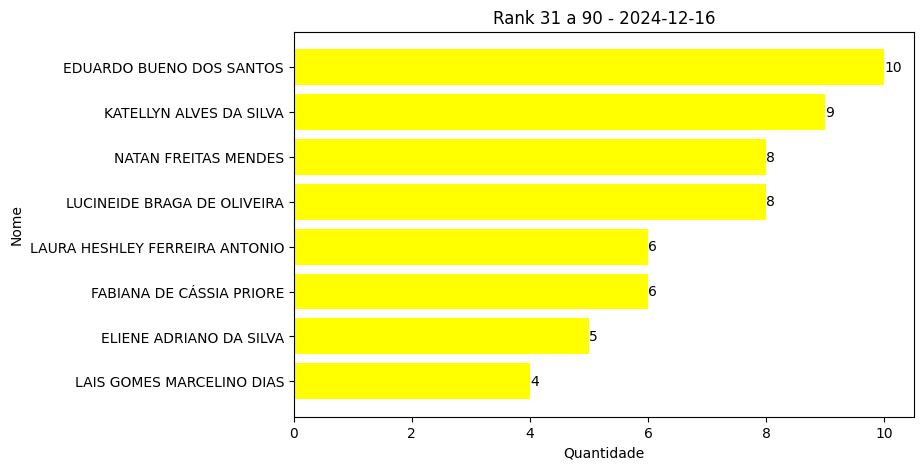 Rank 31 a 90 - 2024-12-16
Nome
EDUARDO BUENO DOS SANTOS 10
KATELLYN ALVES DA SILVA 9
NATAN FREITAS MENDES 8
LUCINEIDE BRAGA DE OLIVEIRA 8
LAURA HESHLEY FERREIRA ANTONIO 6
FABIANA DE CÁSSIA PRIORE 6
ELIENE ADRIANO DA SILVA 5
LAIS GOMES MARCELINO DIAS 4
0 2 4 6 8 10
Quantidade